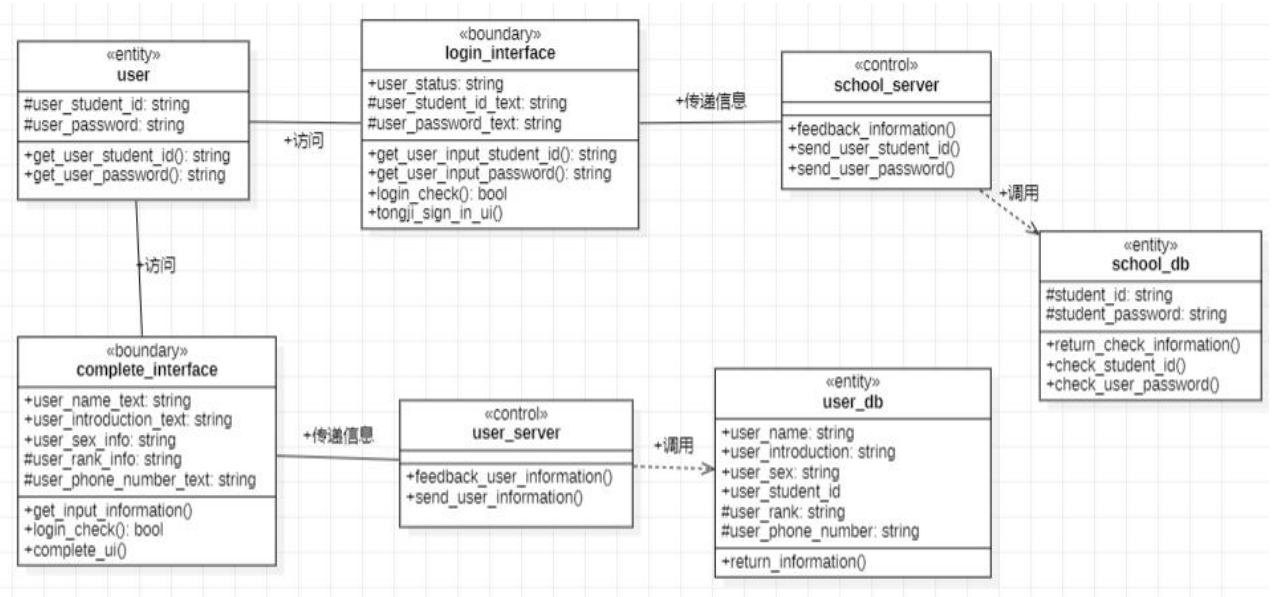 «entity»
user
#user_student_id: string
#user_password: string
+get_user_student_id(): string
+get_user_password(): string
+访问
«boundary»
login_interface
+user_status: string
#user_student_id_text: string
#user_password_text: string
+get_user_input_student_id(): string
+get_user_input_password(): string
+login_check(): bool
+tongji_sign_in_ui()
+传递信息
«control»
school_server
+feedback_information()
+send_user_student_id()
+send_user_password()
+调用
«entity»
school_db
#student_id: string
#student_password: string
+return_check_information()
+check_student_id()
+check_user_password()
+访问
«boundary»
complete_interface
+user_name_text: string
+user_introduction_text: string
+user_sex_info: string
#user_rank_info: string
#user_phone_number_text: string
+get_input_information()
+login_check(): bool
+complete_ui()
+传递信息
«control»
user_server
+feedback_user_information()
+send_user_information()
+调用
«entity»
user_db
+user_name: string
+user_introduction: string
+user_sex: string
+user_student_id
#user_rank: string
#user_phone_number: string
+return_information()